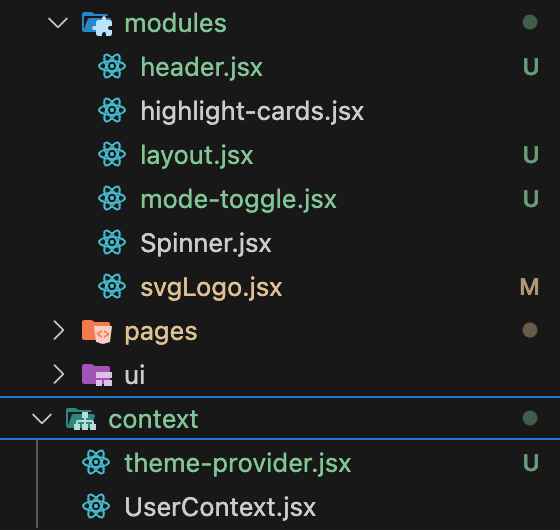 modules
header.jsx U
highlight-cards.jsx
layout.jsx U
mode-toggle.jsx U
Spinner.jsx
svgLogo.jsx M
pages
ui
context
theme-provider.jsx U
UserContext.jsx